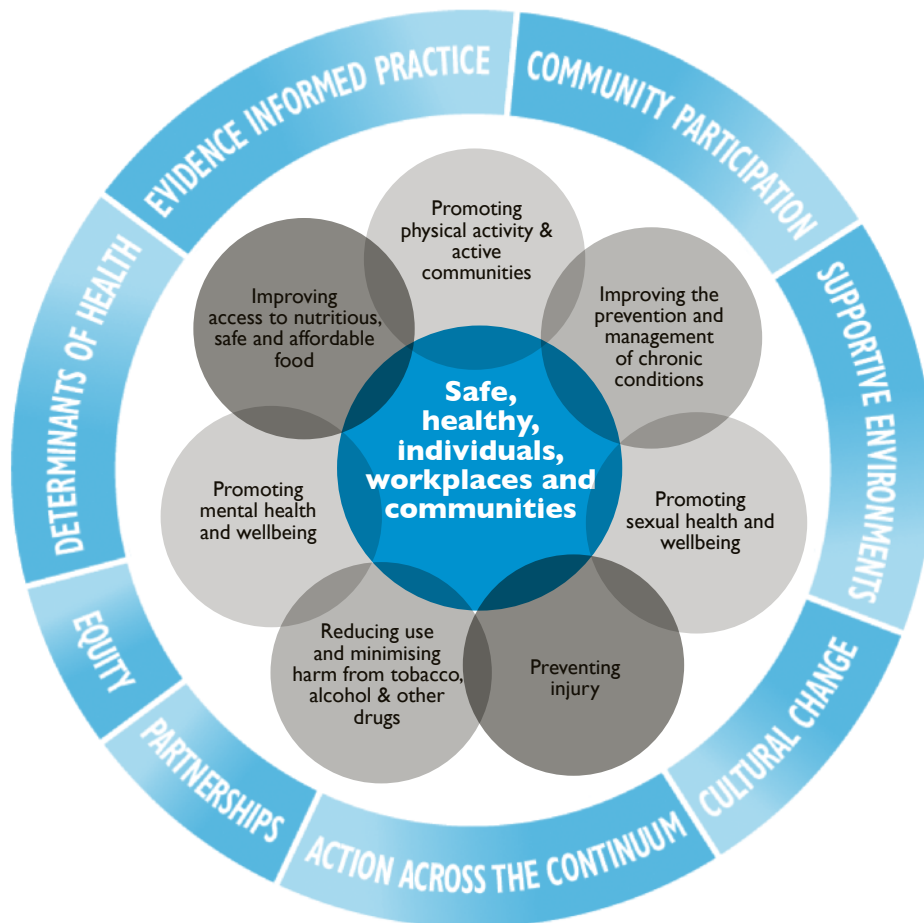 EVIDENCE INFORMED PRACTICE
COMMUNITY PARTICIPATION
SUPPORTIVE ENVIRONMENTS
CULTURAL CHANGE
ACTION ACROSS THE CONTINUUM
PARTNERSHIPS
EQUITY
DETERMINANTS OF HEALTH
Promoting
physical activity &
active
communities
Improving the
prevention and
management
of chronic
conditions
Promoting
sexual health and
wellbeing
Preventing
injury
Reducing use
and minimising
harm from tobacco,
alcohol & other
drugs
Promoting
mental health
and wellbeing
Improving
access to nutritious,
safe and affordable
food
Safe,
healthy,
individuals,
workplaces and
communities